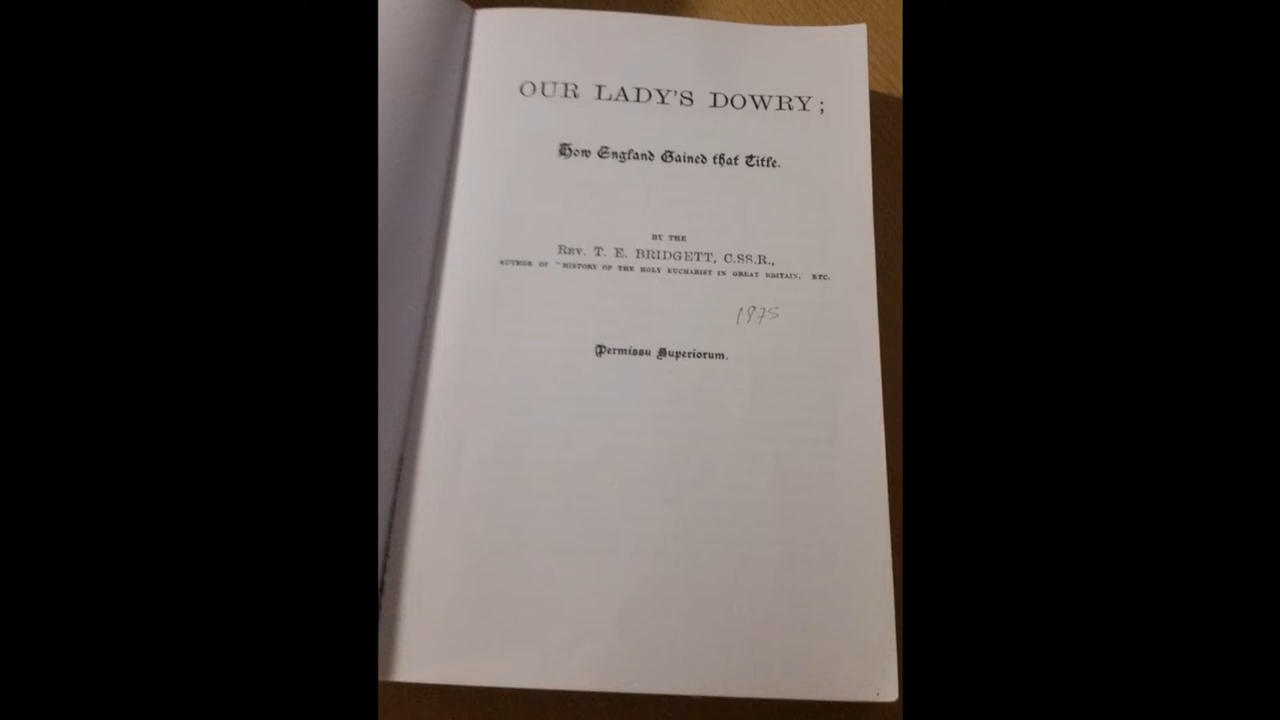 OUR LADY'S DOWRY;
How England Gained that Title.
BY THE
REV. T. E. BRIDGETT, C.SS.R.,
AUTHOR OF "HISTORY OF THE HOLY EUCHARIST IN GREAT BRITAIN, ETC.
1875
Permissu Superiorum.